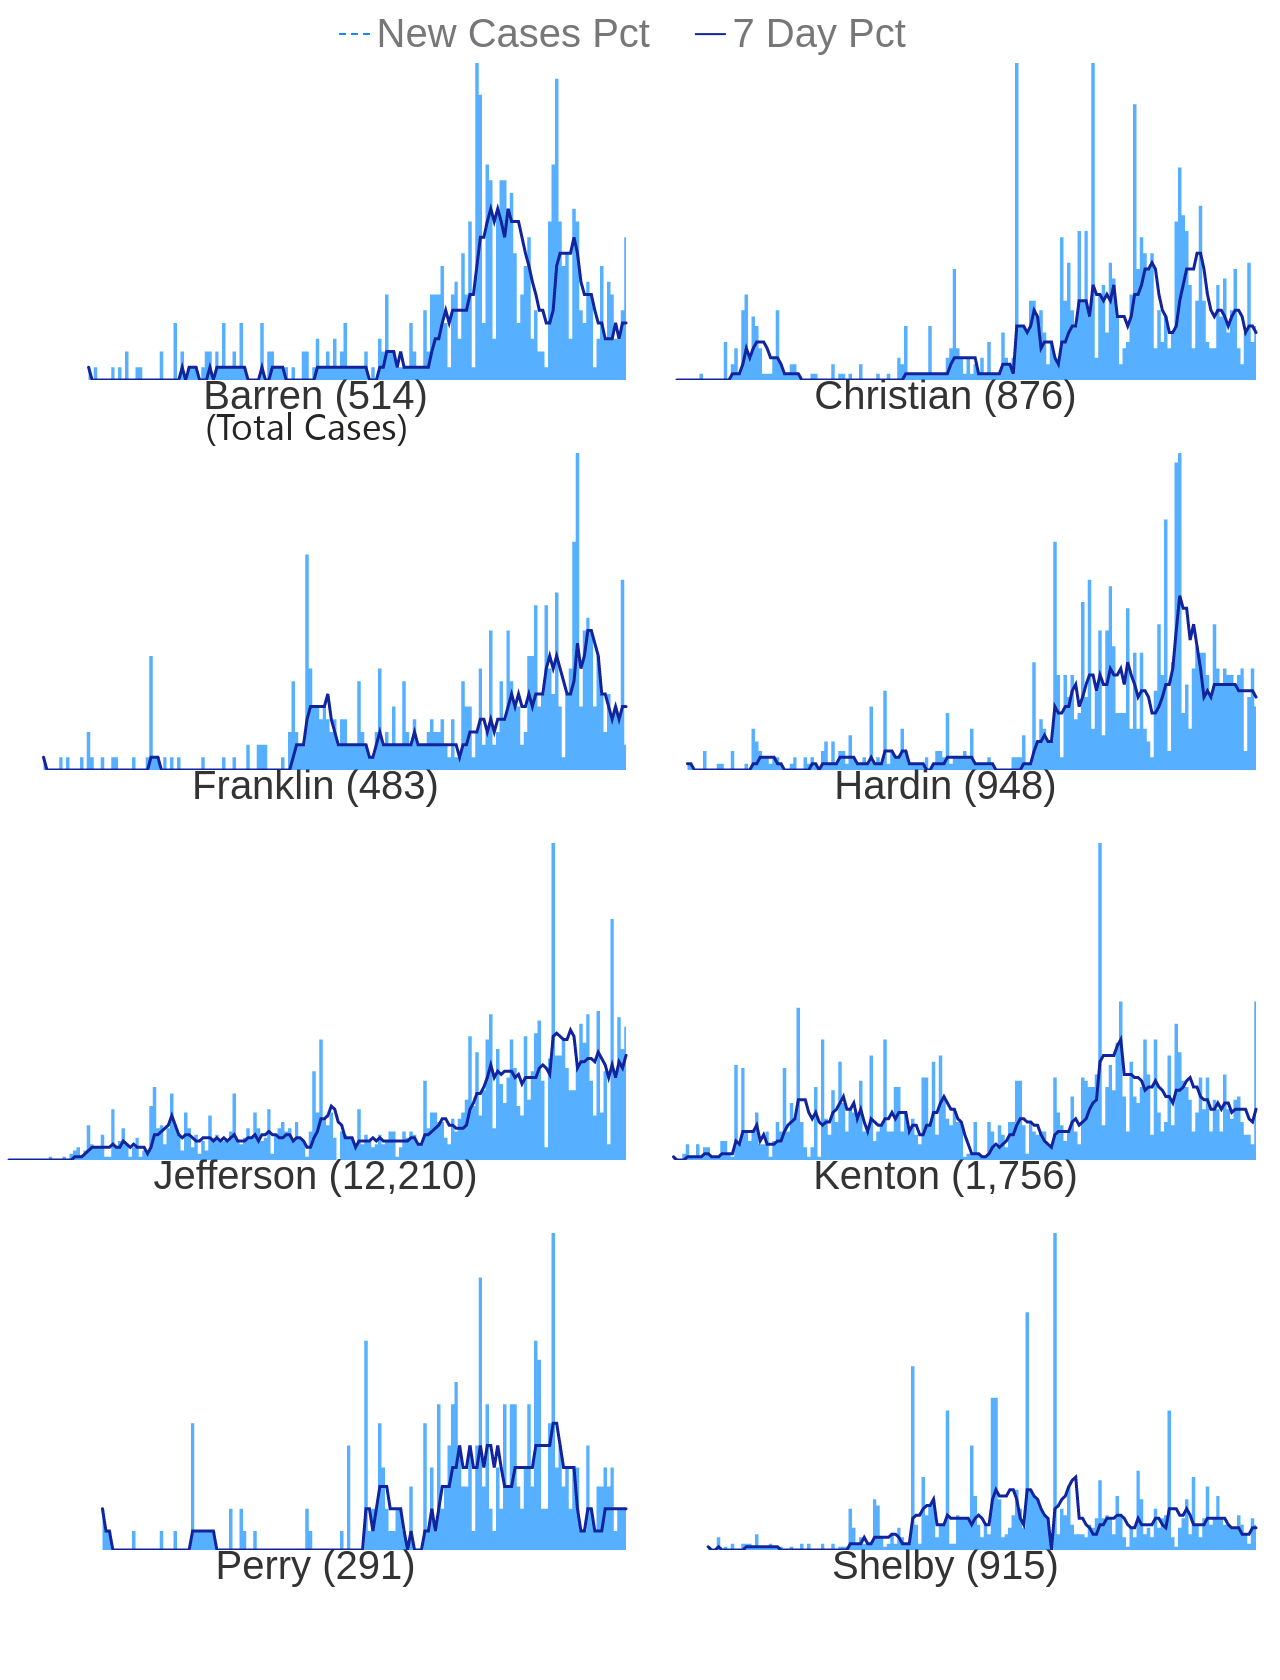 New Cases Pct 7 Day Pct
Barren (514) Christian (876)
(Total Cases)
Franklin (483) Hardin (948)
Jefferson (12,210) Kenton (1,756)
Perry (291) Shelby (915)